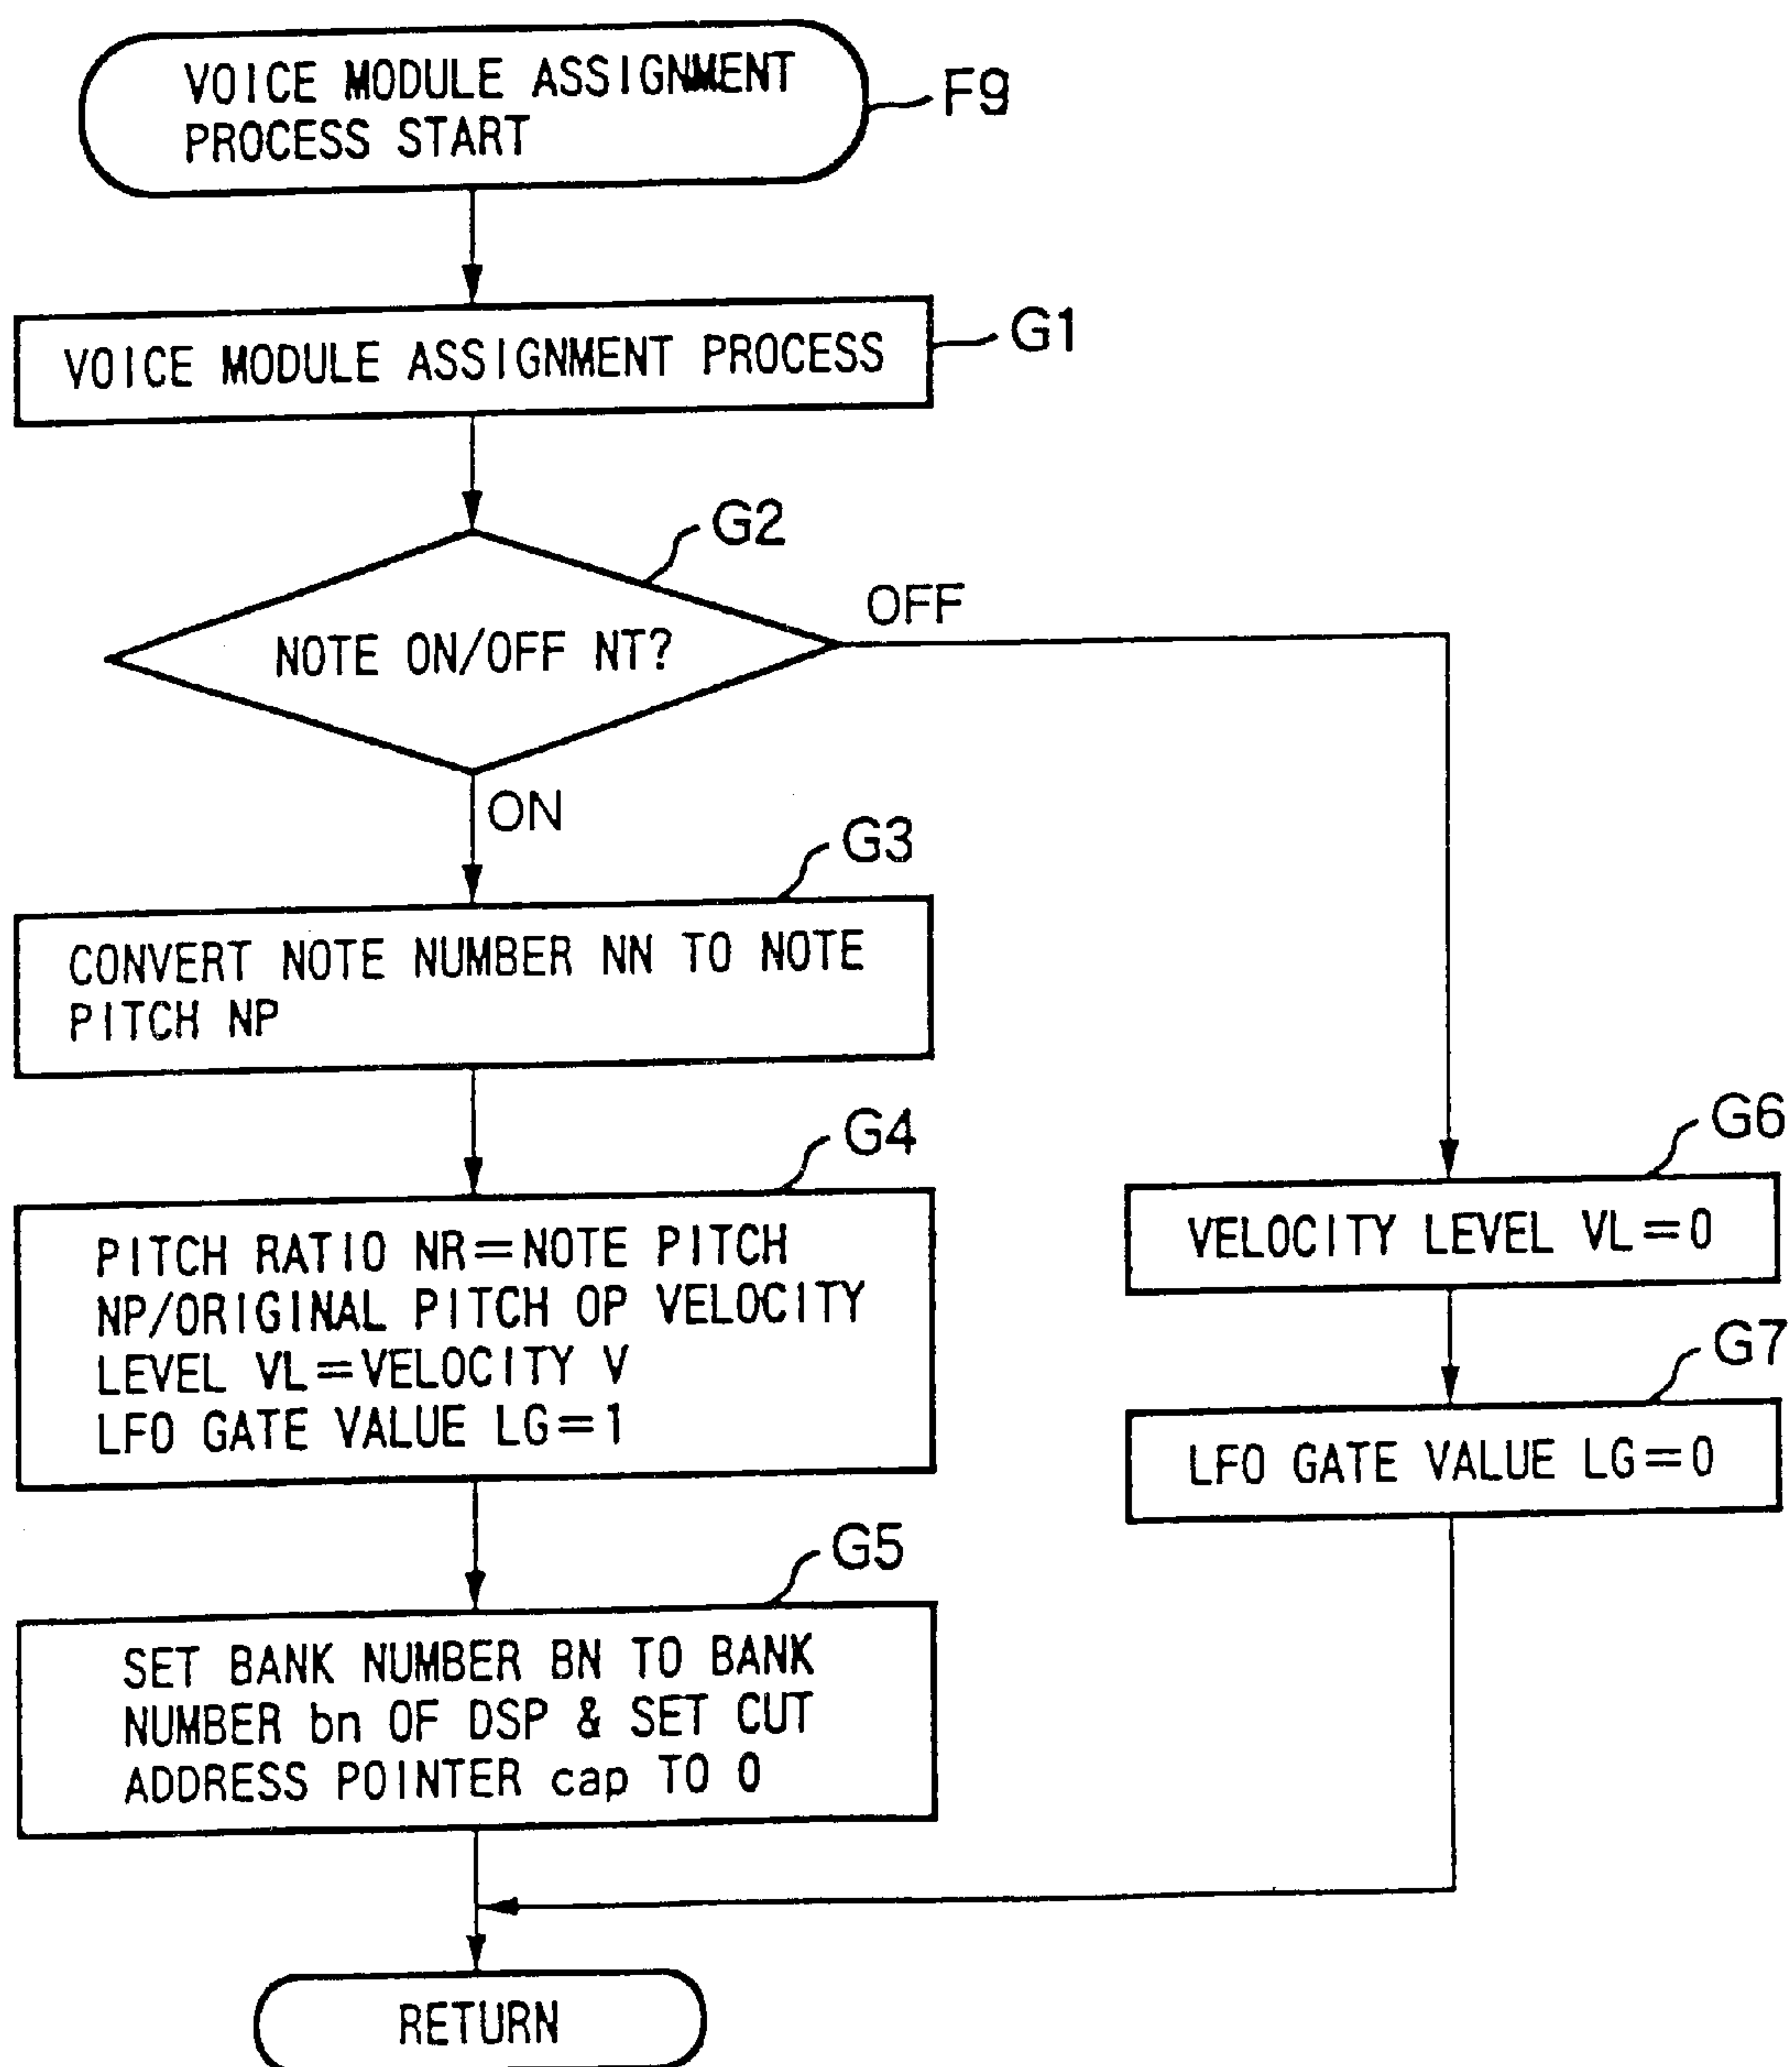 VOICE MODULE ASSIGNMENT
PROCESS START
F9
VOICE MODULE ASSIGNMENT PROCESS
G1
G2
NOTE ON/OFF NT?
OFF
ON
G3
CONVERT NOTE NUMBER NN TO NOTE
PITCH NP
G4
PITCH RATIO NR=NOTE PITCH
NP/ORIGINAL PITCH OP VELOCITY
LEVEL VL=VELOCITY V
LFO GATE VALUE LG=1
G6
VELOCITY LEVEL VL=0
G7
LFO GATE VALUE LG=0
G5
SET BANK NUMBER BN TO BANK
NUMBER bn OF DSP & SET CUT
ADDRESS POINTER cap TO 0
RETURN